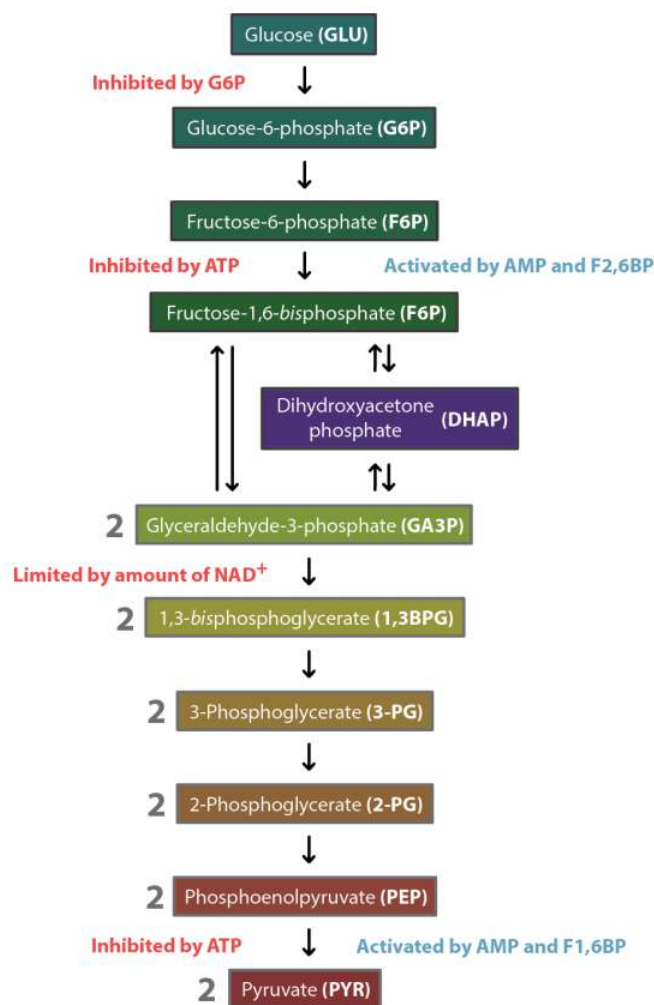 Glucose (GLU)
Inhibited by G6P
Glucose-6-phosphate (G6P)
Fructose-6-phosphate (F6P)
Inhibited by ATP
Activated by AMP and F2,6BP
Fructose-1,6-bisphosphate (F6P)
Dihydroxyacetone
phosphate (DHAP)
2 Glyceraldehyde-3-phosphate (GA3P)
Limited by amount of NAD⁺
2 1,3-bisphosphoglycerate (1,3BPG)
2 3-Phosphoglycerate (3-PG)
2 2-Phosphoglycerate (2-PG)
2 Phosphoenolpyruvate (PEP)
Inhibited by ATP
Activated by AMP and F1,6BP
2 Pyruvate (PYR)